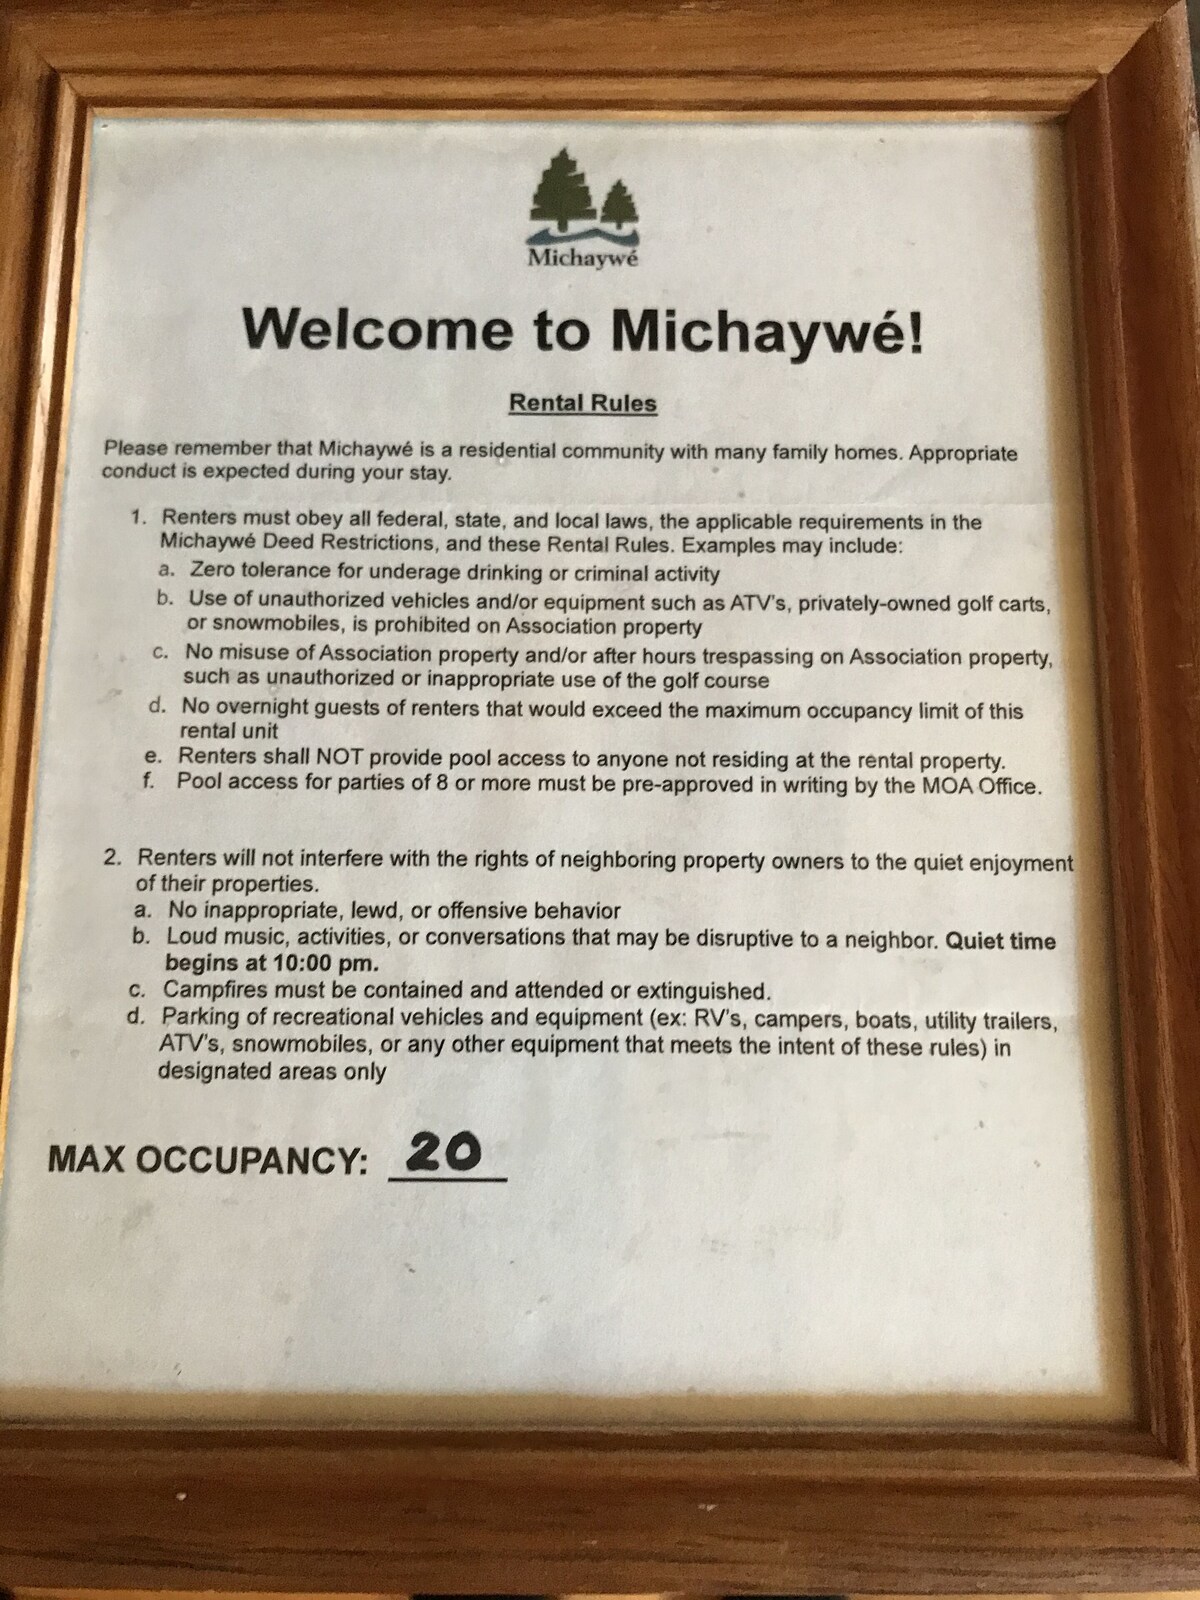 Michaywé
Welcome to Michaywé!
Rental Rules
Please remember that Michaywé is a residential community with many family homes. Appropriate
conduct is expected during your stay.
1. Renters must obey all federal, state, and local laws, the applicable requirements in the
Michaywé Deed Restrictions, and these Rental Rules. Examples may include:
a. Zero tolerance for underage drinking or criminal activity
b. Use of unauthorized vehicles and/or equipment such as ATV's, privately-owned golf carts,
or snowmobiles, is prohibited on Association property
c. No misuse of Association property and/or after hours trespassing on Association property,
such as unauthorized or inappropriate use of the golf course
d. No overnight guests of renters that would exceed the maximum occupancy limit of this
rental unit
e. Renters shall NOT provide pool access to anyone not residing at the rental property.
f. Pool access for parties of 8 or more must be pre-approved in writing by the MOA Office.
2. Renters will not interfere with the rights of neighboring property owners to the quiet enjoyment
of their properties.
a. No inappropriate, lewd, or offensive behavior
b. Loud music, activities, or conversations that may be disruptive to a neighbor. Quiet time
begins at 10:00 pm.
c. Campfires must be contained and attended or extinguished.
d. Parking of recreational vehicles and equipment (ex: RV's, campers, boats, utility trailers,
ATV's, snowmobiles, or any other equipment that meets the intent of these rules) in
designated areas only
MAX OCCUPANCY: 20